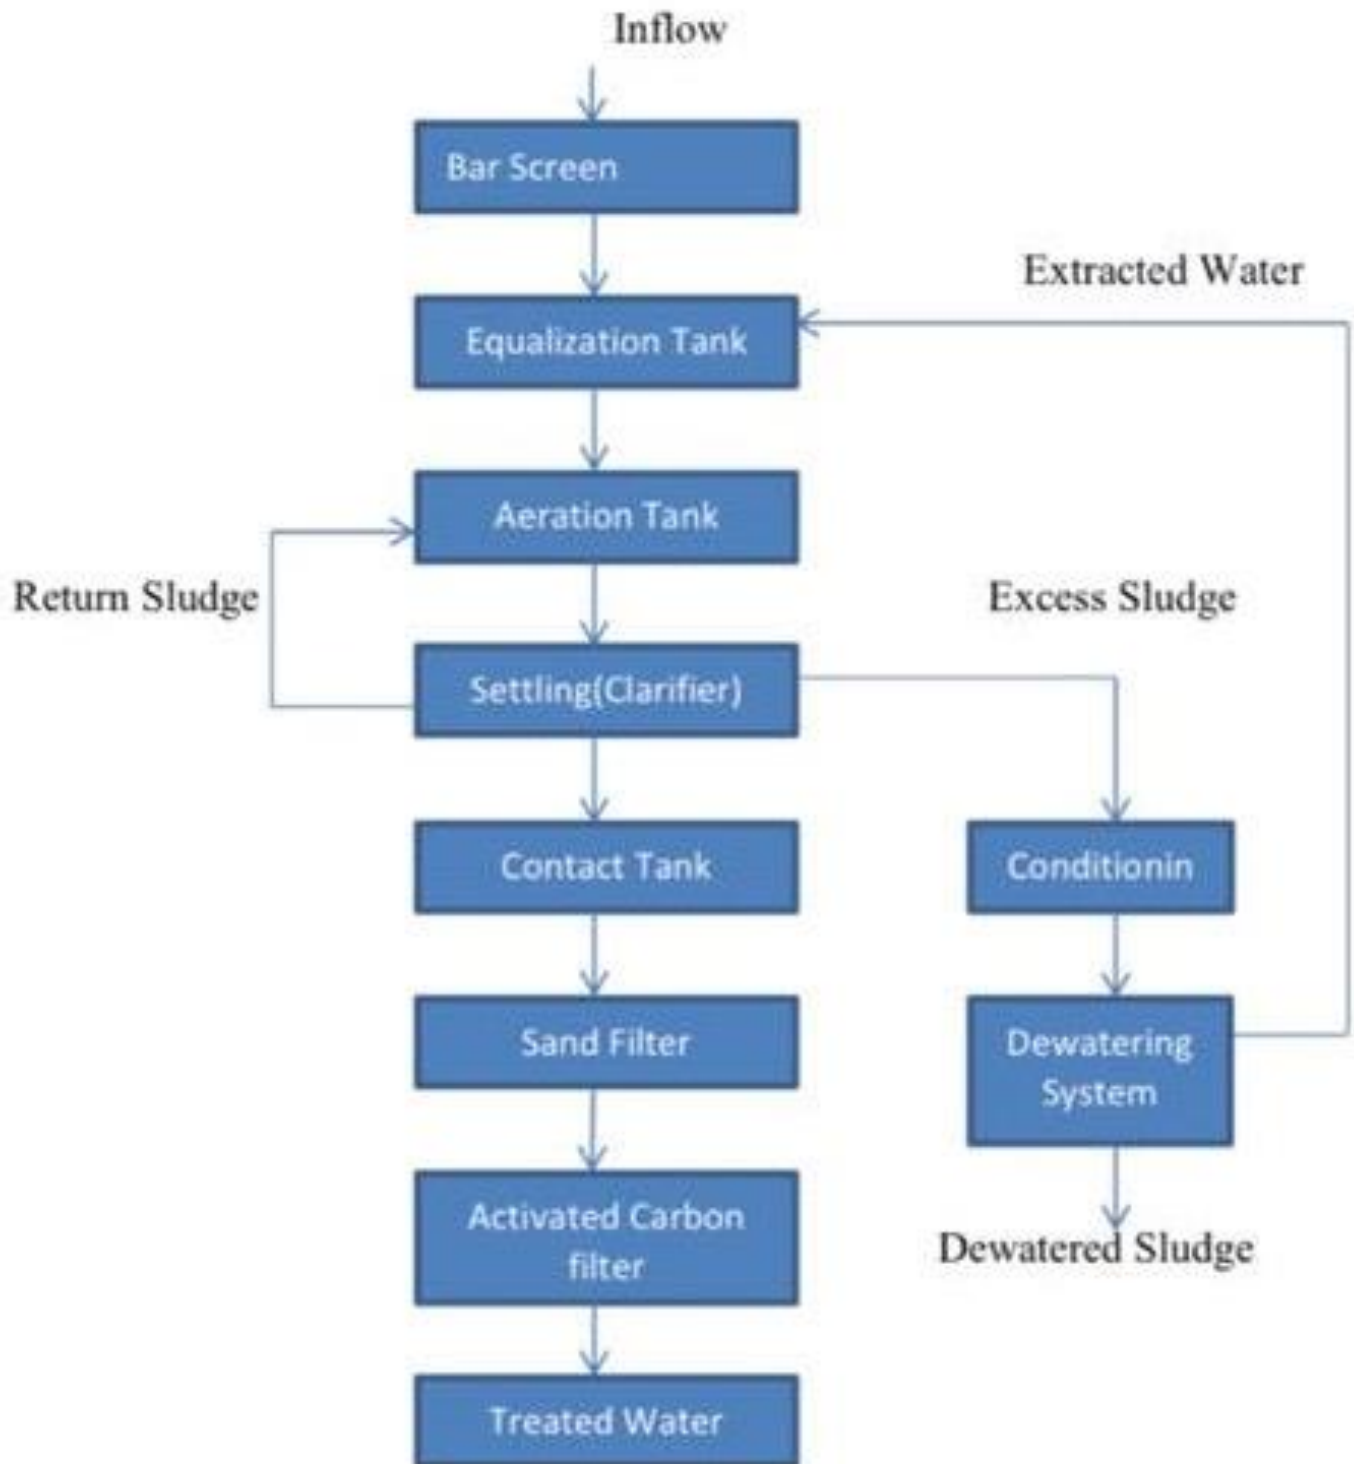 Inflow
Bar Screen
Extracted Water
Equalization Tank
Aeration Tank
Return Sludge
Excess Sludge
Settling(Clarifier)
Contact Tank
Conditionin
Sand Filter
Dewatering
System
Activated Carbon
filter
Dewatered Sludge
Treated Water